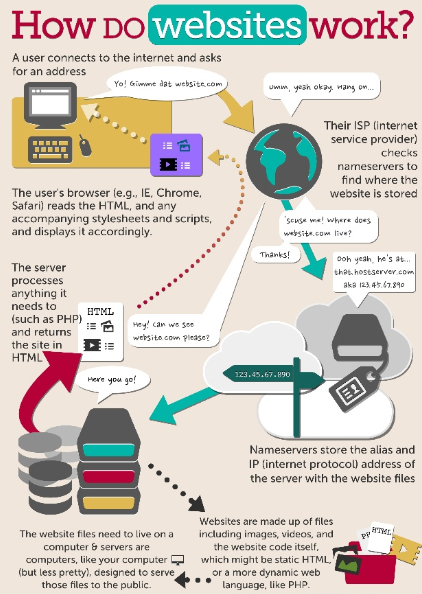 How do websites work?
A user connects to the internet and asks
for an address
Yo! Gimme dat website.com
Umm, yeah okay. Hang on...
Their ISP (internet
service provider)
checks
nameservers to
find where the
website is stored
The user's browser (e.g., IE, Chrome,
Safari) reads the HTML, and any
accompanying stylesheets and scripts,
and displays it accordingly.
'scuse me! Where does
website.com live?
Thanks!
Ooh yeah, he's at...
that.hostserver.com
aka 123.45.67.890
The server
processes
anything it
needs to
(such as PHP)
and returns
the site in
HTML
HTML
Hey! Can we see
website.com please?
Here you go!
123.45.67.890
Nameservers store the alias and
IP (internet protocol) address of
the server with the website files
The website files need to live on a
computer & servers are
computers, like your computer
(but less pretty), designed to serve
those files to the public.
Websites are made up of files
including images, videos, and
the website code itself,
which might be static HTML,
or a more dynamic web
language, like PHP.
HTML